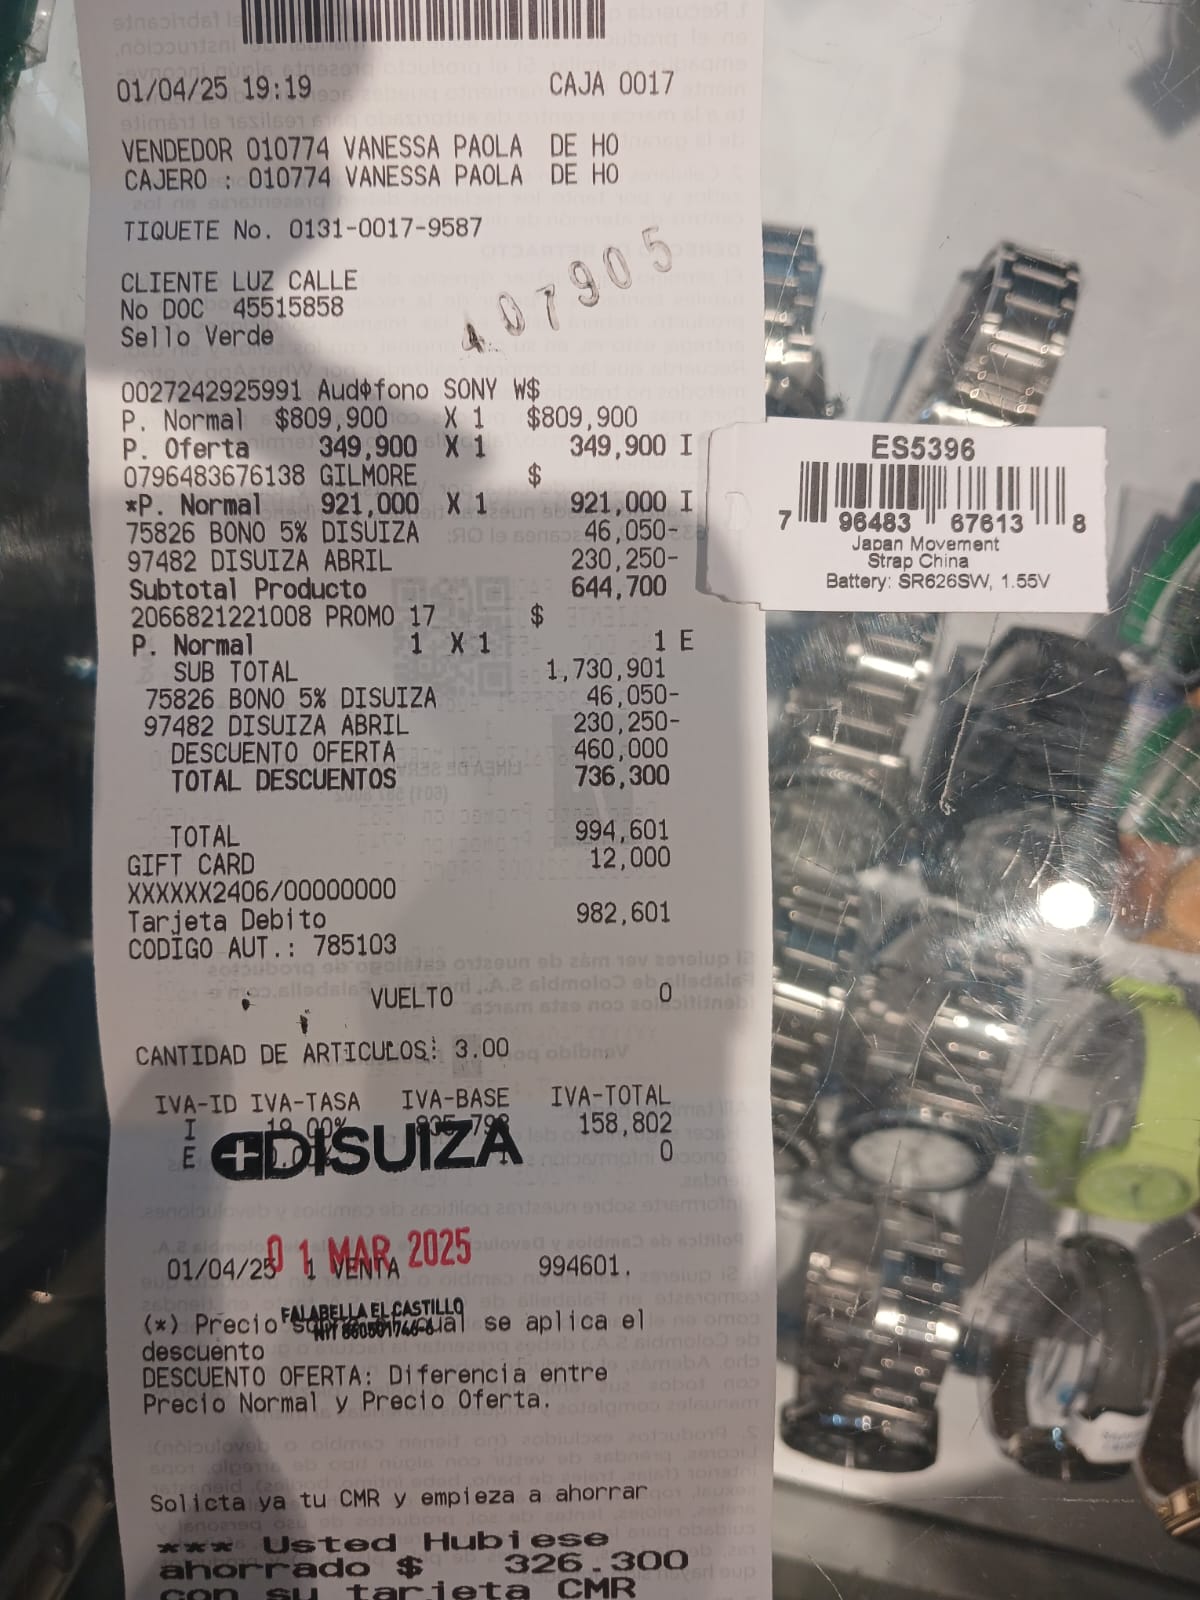 01/04/25 19:19 CAJA 0017
VENDEDOR 010774 VANESSA PAOLA DE HO
CAJERO : 010774 VANESSA PAOLA DE HO
TIQUETE No. 0131-0017-9587
07905
CLIENTE LUZ CALLE
No DOC 45515858
Sello Verde
0027242925991 Audífono SONY W$
P. Normal $809,900 X 1 $809,900
P. Oferta 349,900 X 1 349,900 I
0796483676138 GILMORE $
*P. Normal 921,000 X 1 921,000 I
75826 BONO 5% DISUIZA 46,050-
97482 DISUIZA ABRIL 230,250-
Subtotal Producto 644,700
2066821221008 PROMO 17 $
P. Normal 1 X 1 1 E
SUB TOTAL 1,730,901
75826 BONO 5% DISUIZA 46,050-
97482 DISUIZA ABRIL 230,250-
DESCUENTO OFERTA 460,000
TOTAL DESCUENTOS 736,300
TOTAL 994,601
GIFT CARD 12,000
XXXXXX2406/00000000
Tarjeta Debito 982,601
CODIGO AUT.: 785103
VUELTO 0
CANTIDAD DE ARTICULOS: 3.00
IVA-ID IVA-TASA IVA-BASE IVA-TOTAL
I 19.00% 158,802
E 0
DISUIZA
01 MAR 2025
01/04/25 1 VENTA 994601.
FALABELLA EL CASTILLO
(*) Precio se aplica el
descuento
DESCUENTO OFERTA: Diferencia entre
Precio Normal y Precio Oferta.
Solicta ya tu CMR y empieza a ahorrar
*** Usted Hubiese
ahorrado $ 326.300
con su tarjeta CMR
ES5396
7 96483 67613 8
Japan Movement
Strap China
Battery: SR626SW, 1.55V